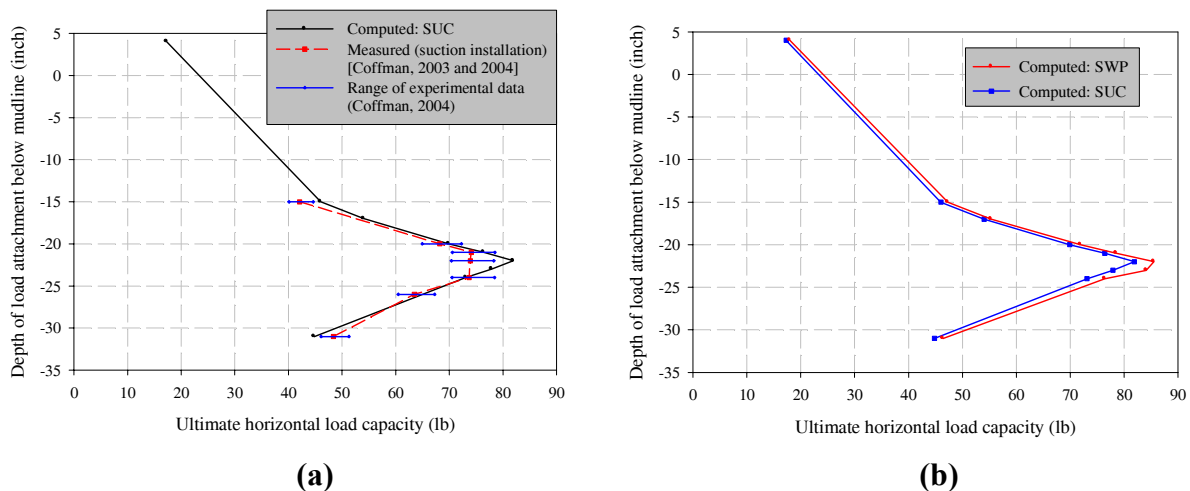 Computed: SUC
Measured (suction installation)
[Coffman, 2003 and 2004]
Range of experimental data
(Coffman, 2004)
Depth of load attachment below mudline (inch)
5
0
-5
-10
-15
-20
-25
-30
-35
0 10 20 30 40 50 60 70 80 90
Ultimate horizontal load capacity (lb)
(a)
Computed: SWP
Computed: SUC
Depth of load attachment below mudline (inch)
5
0
-5
-10
-15
-20
-25
-30
-35
0 10 20 30 40 50 60 70 80 90
Ultimate horizontal load capacity (lb)
(b)